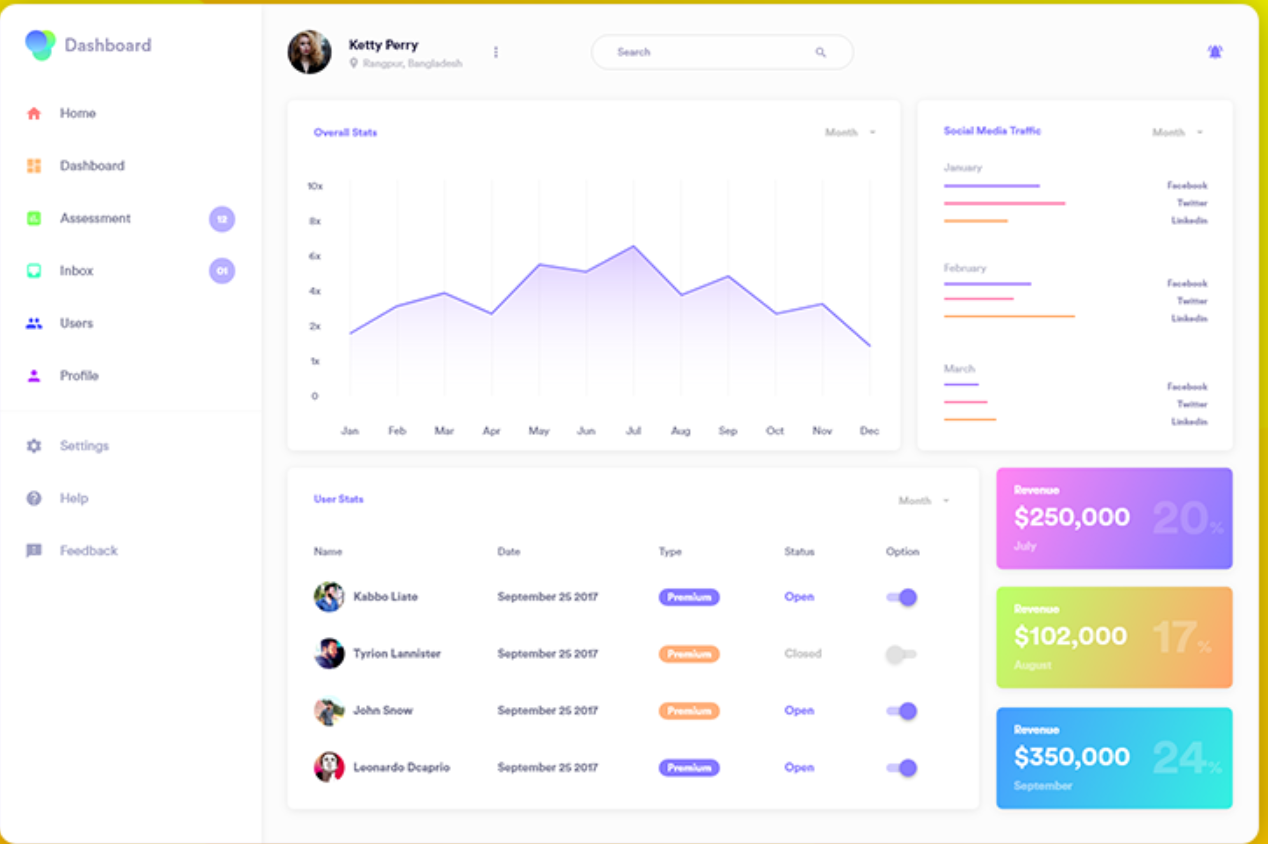 Dashboard
Home
Dashboard
Assessment 12
Inbox 01
Users
Profile
Settings
Help
Feedback
Ketty Perry
Rangpur, Bangladesh
Search
Overall Stats Month
10x
8x
6x
4x
2x
1x
0
Jan Feb Mar Apr May Jun Jul Aug Sep Oct Nov Dec
Social Media Traffic Month
January
Facebook
Twitter
Linkedin
February
Facebook
Twitter
Linkedin
March
Facebook
Twitter
Linkedin
User Stats Month
Name Date Type Status Option
Kabbo Liate September 25 2017 Premium Open
Tyrion Lannister September 25 2017 Premium Closed
John Snow September 25 2017 Premium Open
Leonardo Dcaprio September 25 2017 Premium Open
Revenue
$250,000 20%
July
Revenue
$102,000 17%
August
Revenue
$350,000 24%
September